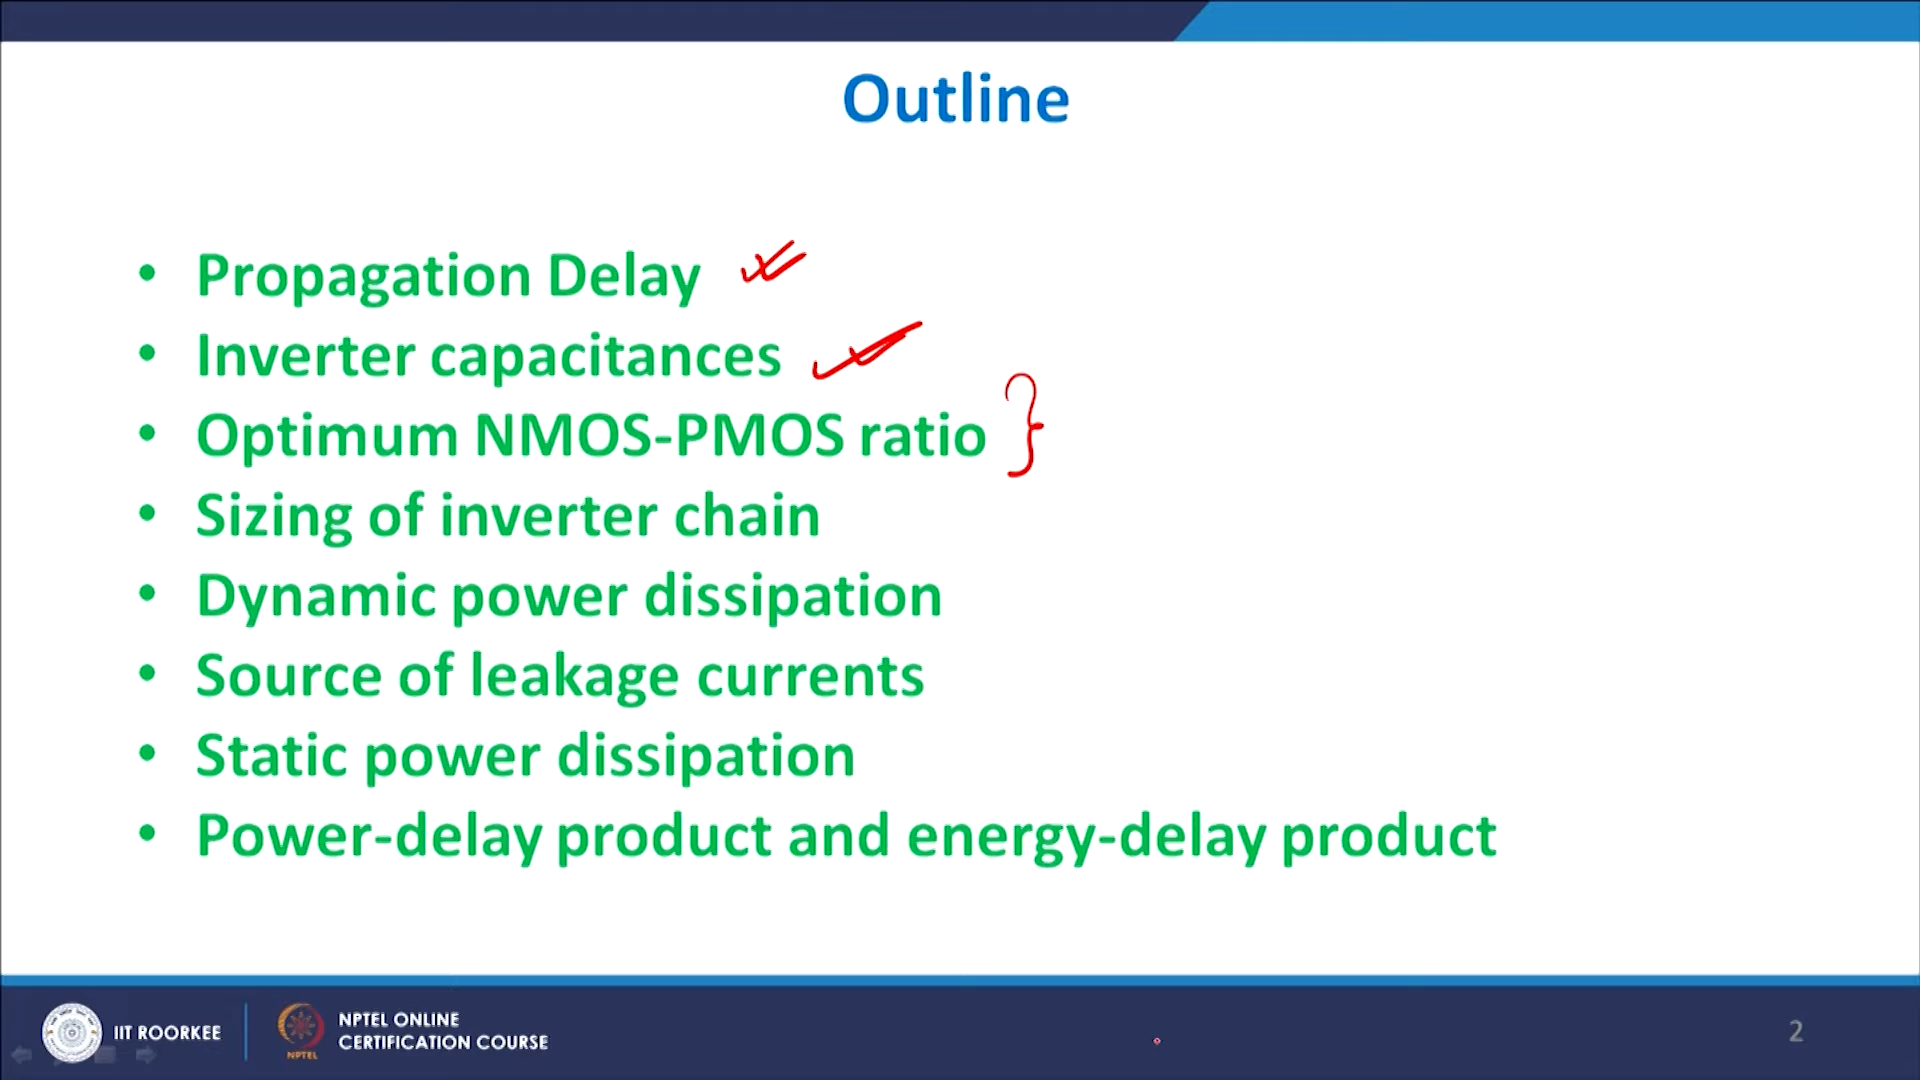 Outline
• Propagation Delay
• Inverter capacitances
• Optimum NMOS-PMOS ratio
• Sizing of inverter chain
• Dynamic power dissipation
• Source of leakage currents
• Static power dissipation
• Power-delay product and energy-delay product
IIT ROORKEE
NPTEL
NPTEL ONLINE
CERTIFICATION COURSE
2